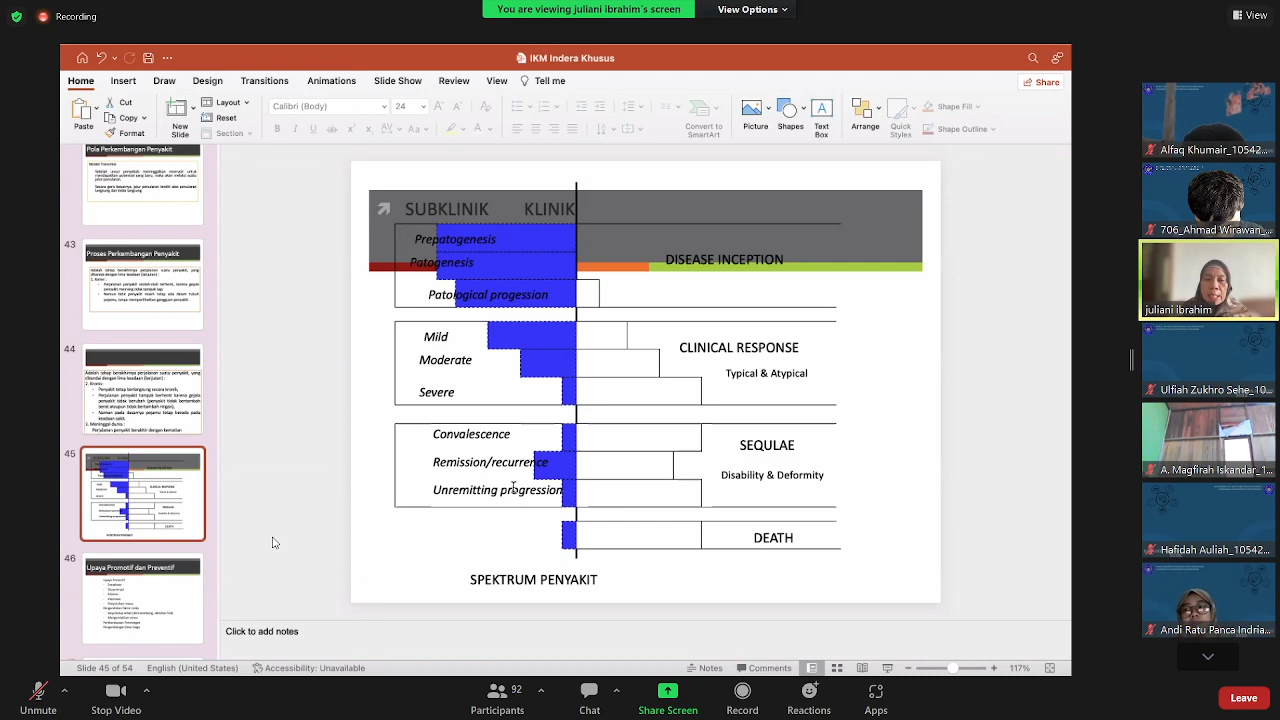 Recording
You are viewing juliani ibrahim's screen
View Options
View
IKM Indera Khusus
Home
Insert
Draw
Design
Transitions
Animations
Slide Show
Review
View
Tell me
Share
Paste
Cut
Copy
Format
New Slide
Layout
Reset
Section
Calibri (Body)
24
Convert to SmartArt
Picture
Shapes
Text Box
Arrange
Quick Styles
Shape Fill
Shape Outline
Pola Perkembangan Penyakit
43
Proses Perkembangan Penyakit
44
45
46
Upaya Promotif dan Preventif
SUBKLINIK KLINIK
Prepatogenesis
Patogenesis
DISEASE INCEPTION
Patological progession
Mild
CLINICAL RESPONSE
Moderate
Typical & Atypical
Severe
Convalescence
SEQULAE
Remission/recurrence
Disability & Deformity
Unremitting progression
DEATH
SPEKTRUM PENYAKIT
Click to add notes
Slide 45 of 54
English (United States)
Accessibility: Unavailable
Notes
Comments
117%
Alfaq Khumair_10542...
706_Ahmad Wirawan...
juliani ibrahim
Ulfian Zulkarnain Sejp_10...
A. Muhammad Iskandar_...
Hafidah Auliah_10542...
Andi Ratu Panca Indria...
Unmute
Stop Video
Participants
92
Chat
Share Screen
Record
Reactions
Apps
Leave